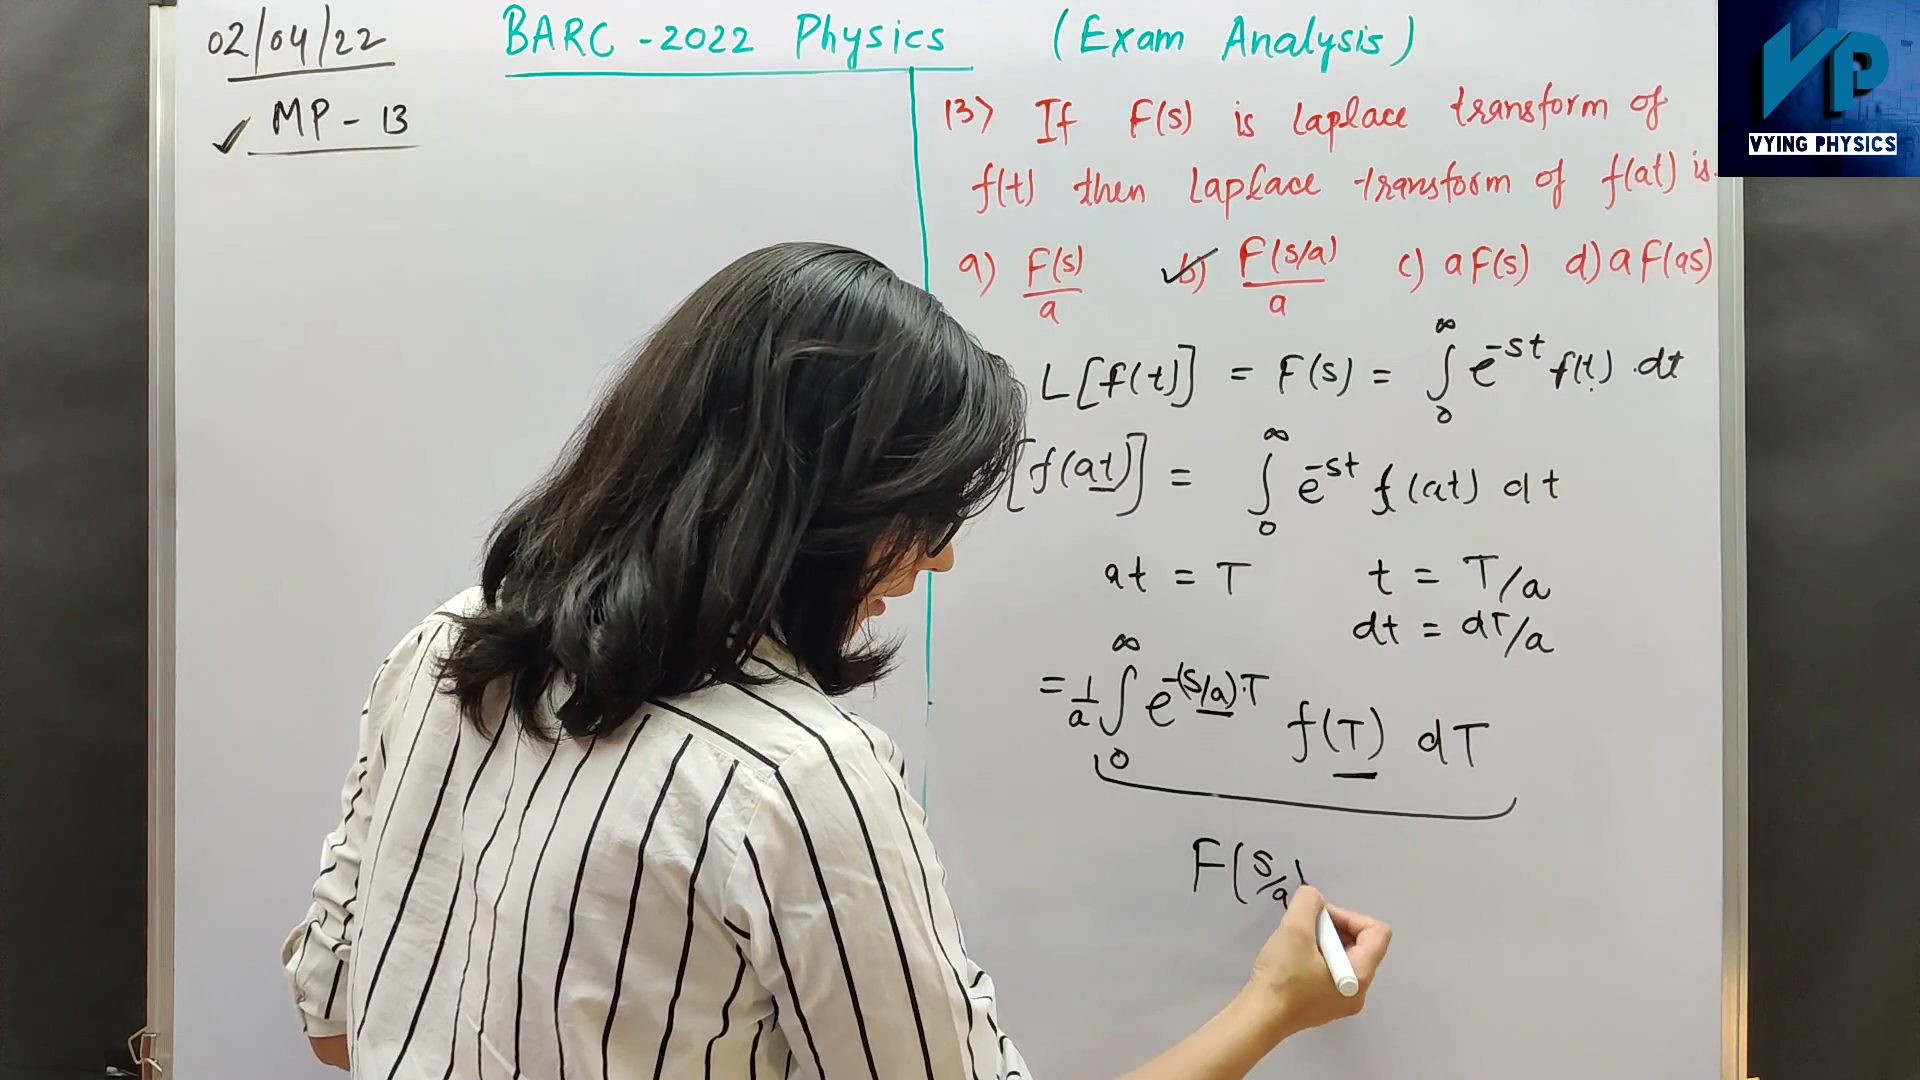 02/04/22
BARC - 2022 Physics (Exam Analysis)
✓ MP - 13
VP
VYING PHYSICS
13) If F(s) is laplace transform of
f(t) then Laplace transform of f(at) is.
a) F(s)/a ✓b) F(s/a)/a c) a F(s) d) a F(as)
L[f(t)] = F(s) = ∫₀^∞ e^-st f(t) .dt
[f(at)] = ∫₀^∞ e^-st f(at) dt
at = T t = T/a
dt = dT/a
= 1/a ∫₀^∞ e^-(s/a).T f(T) dT
F(s/a)